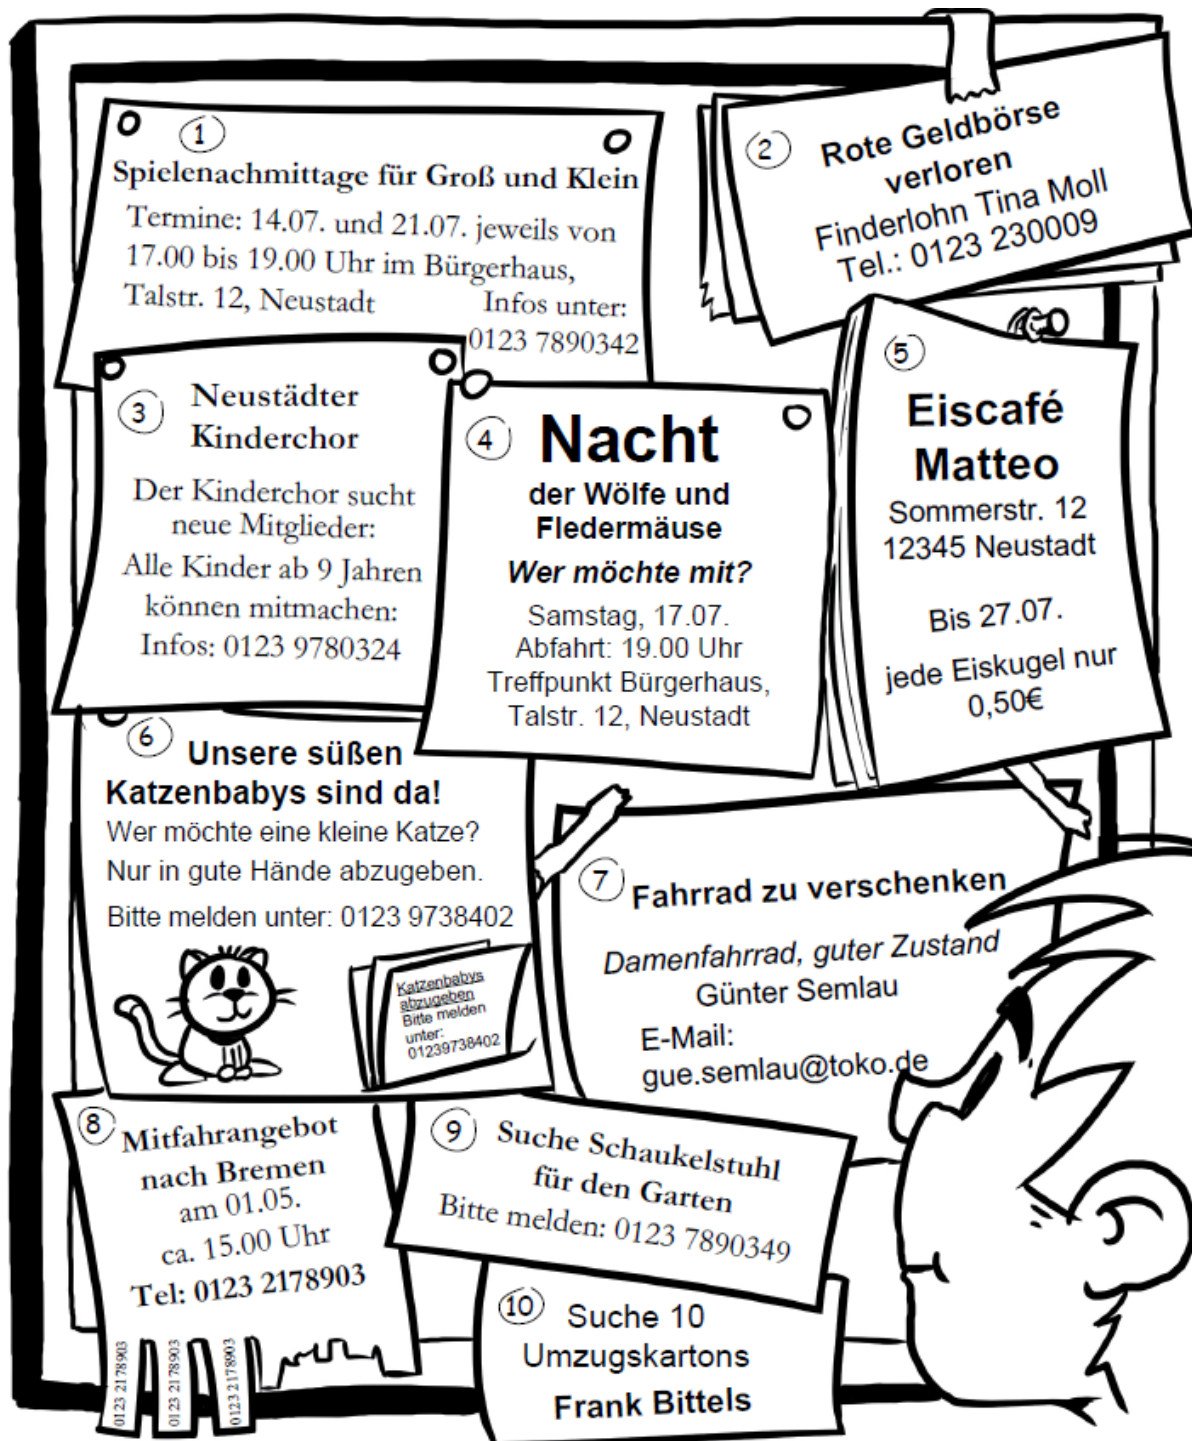 1
Spielenachmittage für Groß und Klein
Termine: 14.07. und 21.07. jeweils von
17.00 bis 19.00 Uhr im Bürgerhaus,
Talstr. 12, Neustadt
Infos unter:
0123 7890342
2
Rote Geldbörse
verloren
Finderlohn Tina Moll
Tel.: 0123 230009
3
Neustädter
Kinderchor
Der Kinderchor sucht
neue Mitglieder:
Alle Kinder ab 9 Jahren
können mitmachen:
Infos: 0123 9780324
4
Nacht
der Wölfe und
Fledermäuse
Wer möchte mit?
Samstag, 17.07.
Abfahrt: 19.00 Uhr
Treffpunkt Bürgerhaus,
Talstr. 12, Neustadt
5
Eiscafé
Matteo
Sommerstr. 12
12345 Neustadt
Bis 27.07.
jede Eiskugel nur
0,50€
6
Unsere süßen
Katzenbabys sind da!
Wer möchte eine kleine Katze?
Nur in gute Hände abzugeben.
Bitte melden unter: 0123 9738402
Katzenbabys
abzugeben
Bitte melden
unter:
01239738402
7
Fahrrad zu verschenken
Damenfahrrad, guter Zustand
Günter Semlau
E-Mail:
gue.semlau@toko.de
8
Mitfahrangebot
nach Bremen
am 01.05.
ca. 15.00 Uhr
Tel: 0123 2178903
0123 2178903
0123 2178903
0123 2178903
9
Suche Schaukelstuhl
für den Garten
Bitte melden: 0123 7890349
10
Suche 10
Umzugskartons
Frank Bittels